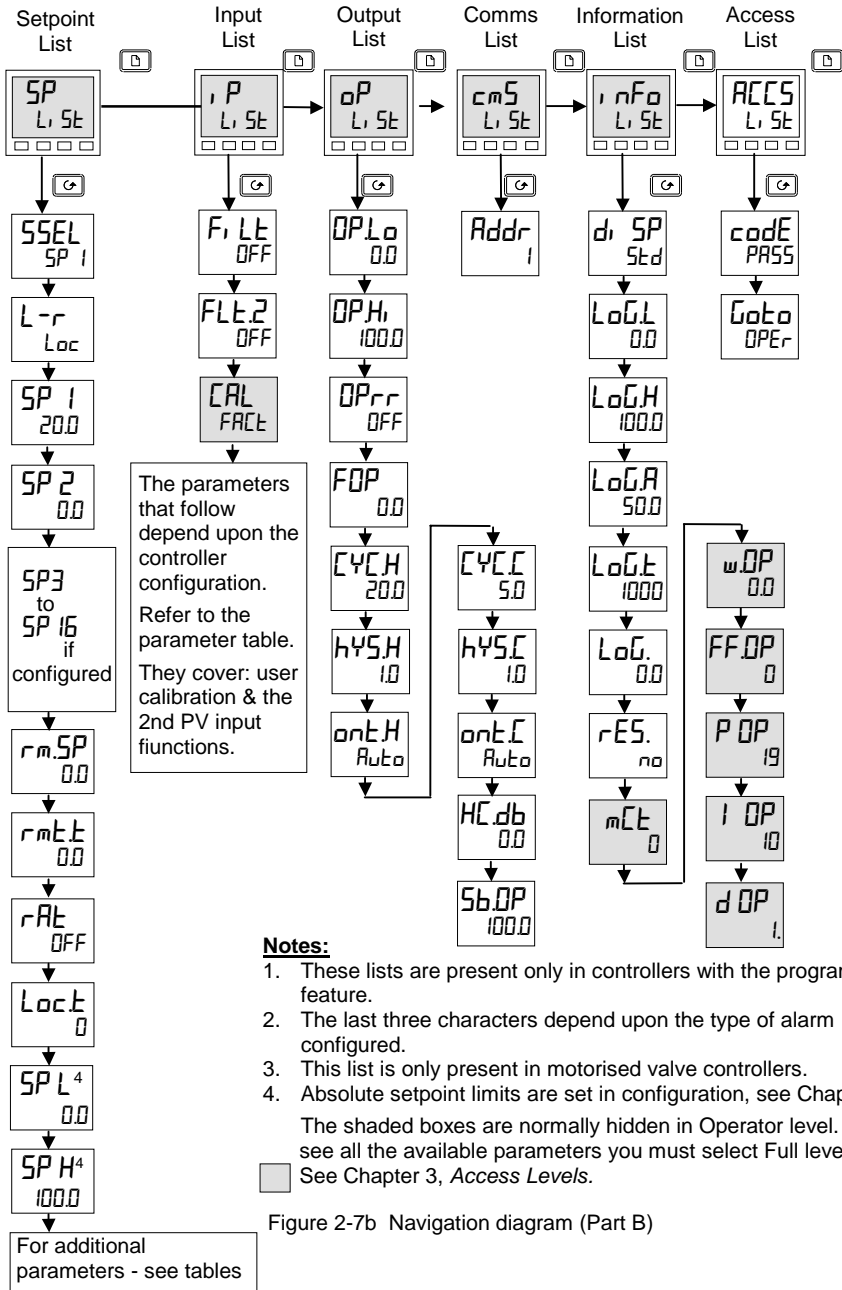 Setpoint List
Input List
Output List
Comms List
Information List
Access List
SP LiSt
iP LiSt
oP LiSt
cmS LiSt
inFo LiSt
ACCS LiSt
SSEL
SP 1
L-r
Loc
SP 1
20.0
SP 2
0.0
SP3
to
SP 16
if
configured
rm.SP
0.0
rmt.t
0.0
rAt
OFF
Loc.t
0
SP L4
0.0
SP H4
100.0
For additional
parameters - see tables
FiLt
OFF
FLt.2
OFF
CAL
FACt
The parameters
that follow
depend upon the
controller
configuration.
Refer to the
parameter table.
They cover: user
calibration & the
2nd PV input
fiunctions.
OP.Lo
0.0
OP.Hi
100.0
OPrr
OFF
FOP
0.0
CYC.H
20.0
hYS.H
1.0
ont.H
Auto
Addr
1
CYC.C
5.0
hYS.C
1.0
ont.C
Auto
HC.db
0.0
Sb.OP
100.0
diSP
Std
LoG.L
0.0
LoG.H
100.0
LoG.A
50.0
LoG.t
1000
LoG.
0.0
rES.
no
mCt
0
codE
PASS
Goto
OPEr
w.OP
0.0
FF.OP
0
P OP
19
I OP
10
d OP
1.
Notes:
1. These lists are present only in controllers with the program
feature.
2. The last three characters depend upon the type of alarm
configured.
3. This list is only present in motorised valve controllers.
4. Absolute setpoint limits are set in configuration, see Chap
The shaded boxes are normally hidden in Operator level.
see all the available parameters you must select Full leve
See Chapter 3, Access Levels.
Figure 2-7b Navigation diagram (Part B)